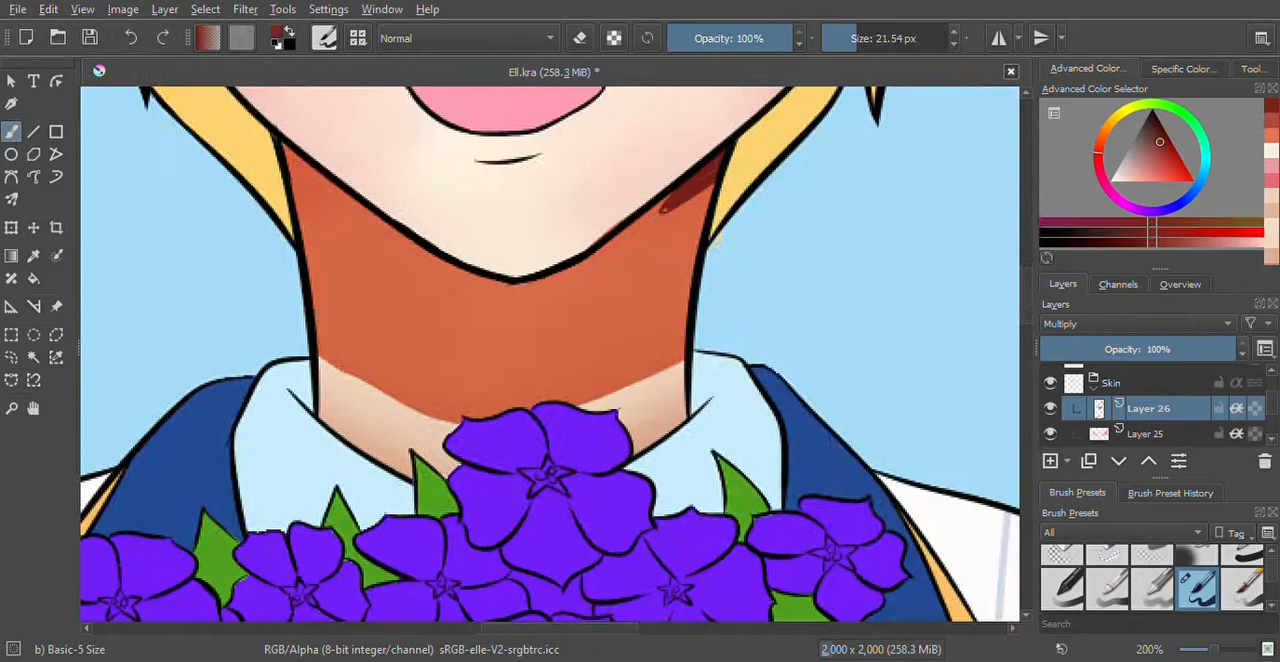 File Edit View Image Layer Select Filter Tools Settings Window Help
Normal Opacity: 100% Size: 21.54 px
Ell.kra (258.3 MiB) *
Advanced Color... Specific Color... Tool...
Advanced Color Selector
Layers Channels Overview
Layers
Multiply
Opacity: 100%
Skin
Layer 26
Layer 25
Brush Presets Brush Preset History
Brush Presets
All Tag
Search
b) Basic-5 Size RGB/Alpha (8-bit integer/channel) sRGB-elle-V2-srgbtrc.icc 2,000 x 2,000 (258.3 MiB) 200%